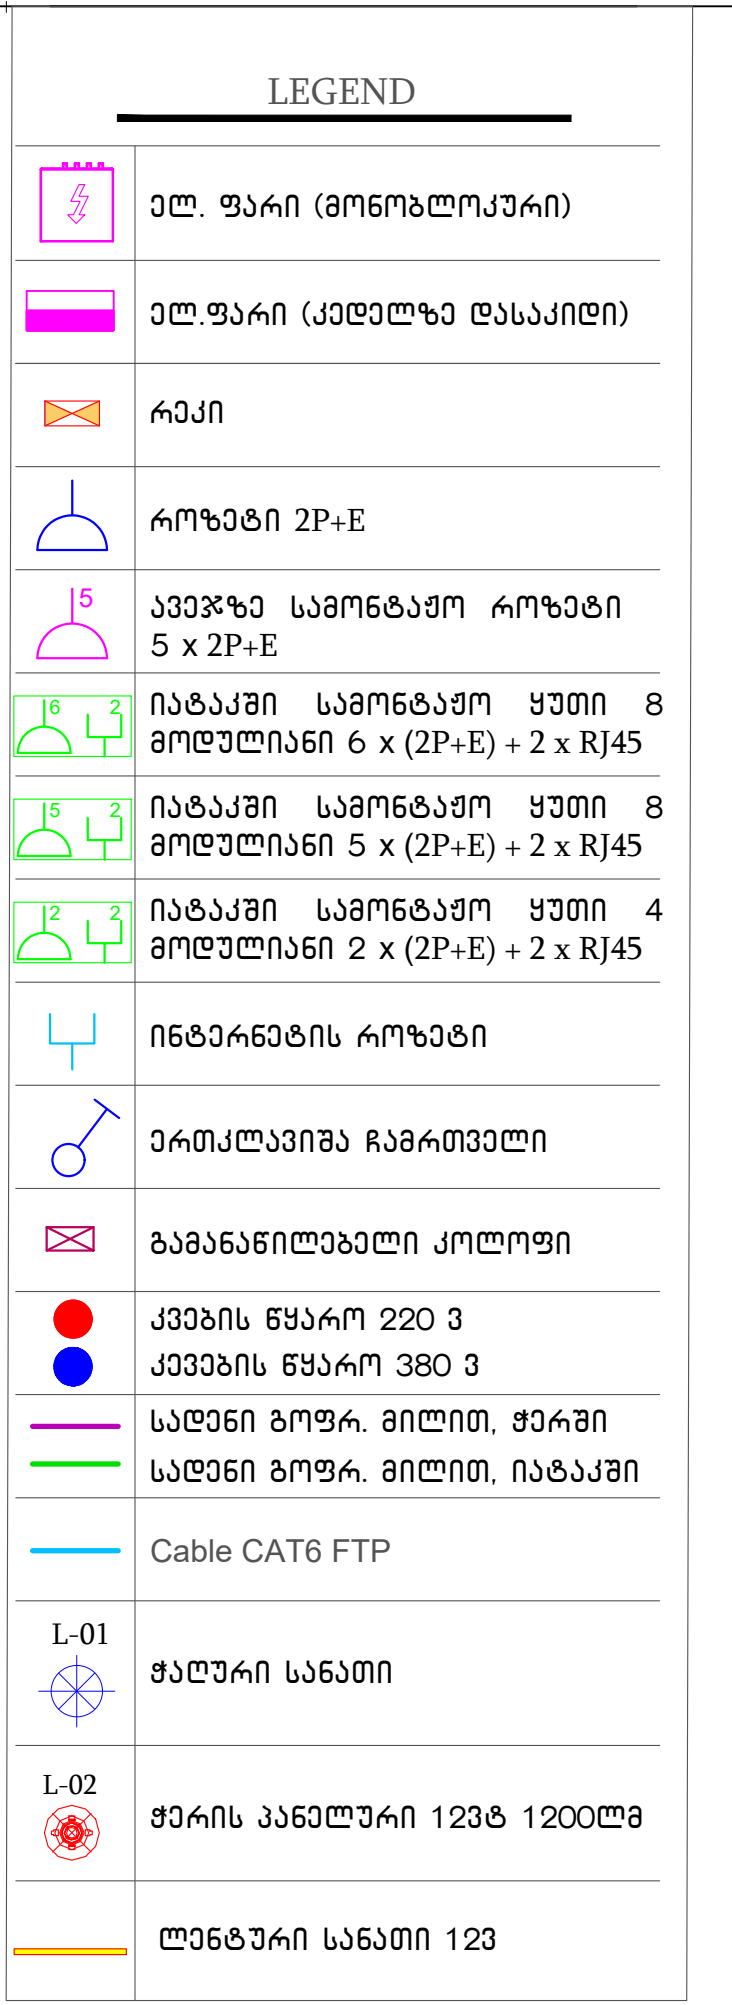 LEGEND
ელ. ფარი (მონობლოკური)
ელ.ფარი (კედელზე დასაკიდი)
რეკი
როზეტი 2P+E
5
ავეჯზე სამონტაჟო როზეტი
5 x 2P+E
6 2
იატაკში სამონტაჟო ყუთი 8
მოდულიანი 6 x (2P+E) + 2 x RJ45
5 2
იატაკში სამონტაჟო ყუთი 8
მოდულიანი 5 x (2P+E) + 2 x RJ45
2 2
იატაკში სამონტაჟო ყუთი 4
მოდულიანი 2 x (2P+E) + 2 x RJ45
ინტერნეტის როზეტი
ერთკლავიშა ჩამრთველი
გამანაწილებელი კოლოფი
კვების წყარო 220 ვ
კევების წყარო 380 ვ
სადენი გოფრ. მილით, ჭერში
სადენი გოფრ. მილით, იატაკში
Cable CAT6 FTP
L-01
ჭაღური სანათი
L-02
ჭერის პანელური 12ვტ 1200ლმ
ლენტური სანათი 12ვ